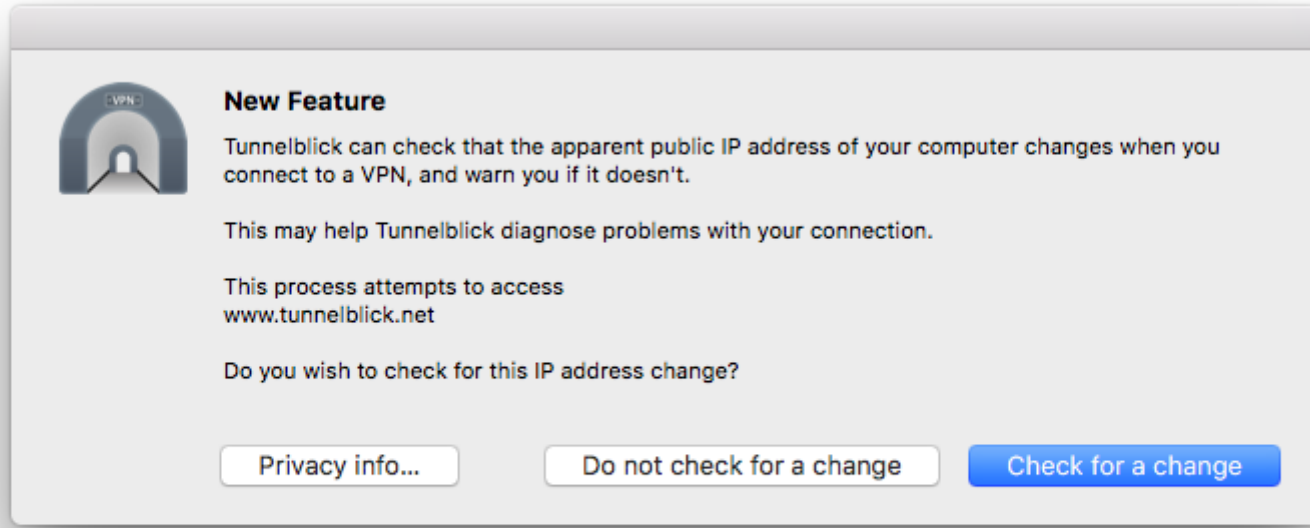 VPN
New Feature
Tunnelblick can check that the apparent public IP address of your computer changes when you
connect to a VPN, and warn you if it doesn't.
This may help Tunnelblick diagnose problems with your connection.
This process attempts to access
www.tunnelblick.net
Do you wish to check for this IP address change?
Privacy info...
Do not check for a change
Check for a change